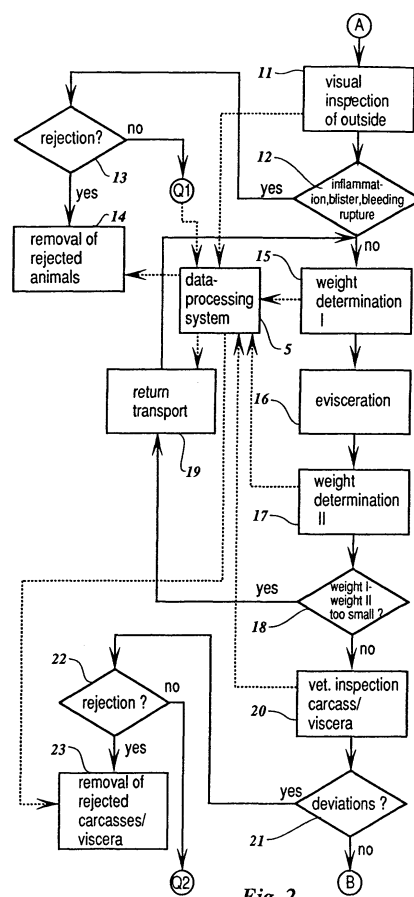 A
11
visual
inspection
of outside
rejection?
no
13
Q1
yes
12
inflammat-
ion,blister,bleeding
rupture
yes
no
14
removal of
rejected
animals
data-
processing
system
5
15
weight
determination
I
return
transport
19
16
evisceration
17
weight
determination
II
yes
weight I-
weight II
too small ?
18
no
22
rejection ?
no
yes
20
vet. inspection
carcass/
viscera
23
removal of
rejected
carcasses/
viscera
yes
deviations ?
21
no
Q2
B
Fig. 2